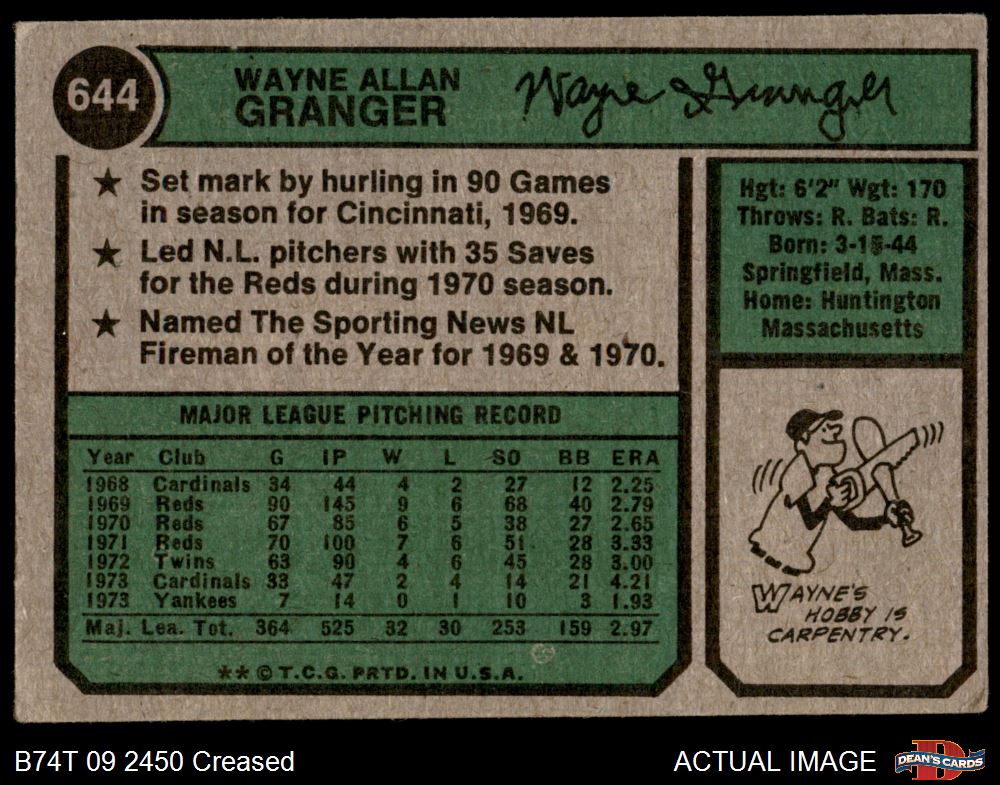 644
WAYNE ALLAN
GRANGER
Wayne Granger
★ Set mark by hurling in 90 Games
in season for Cincinnati, 1969.
★ Led N.L. pitchers with 35 Saves
for the Reds during 1970 season.
★ Named The Sporting News NL
Fireman of the Year for 1969 & 1970.
Hgt: 6'2" Wgt: 170
Throws: R. Bats: R.
Born: 3-15-44
Springfield, Mass.
Home: Huntington
Massachusetts
MAJOR LEAGUE PITCHING RECORD
Year Club G IP W L SO BB ERA
1968 Cardinals 34 44 4 2 27 12 2.25
1969 Reds 90 145 9 6 68 40 2.79
1970 Reds 67 85 6 5 38 27 2.65
1971 Reds 70 100 7 6 51 28 3.33
1972 Twins 63 90 4 6 45 28 3.00
1973 Cardinals 33 47 2 4 14 21 4.21
1973 Yankees 7 14 0 1 10 3 1.93
Maj. Lea. Tot. 364 525 32 30 253 159 2.97
** © T.C.G. PRTD. IN U.S.A.
WAYNE'S
HOBBY IS
CARPENTRY.
B74T 09 2450 Creased
ACTUAL IMAGE
D
DEAN'S CARDS